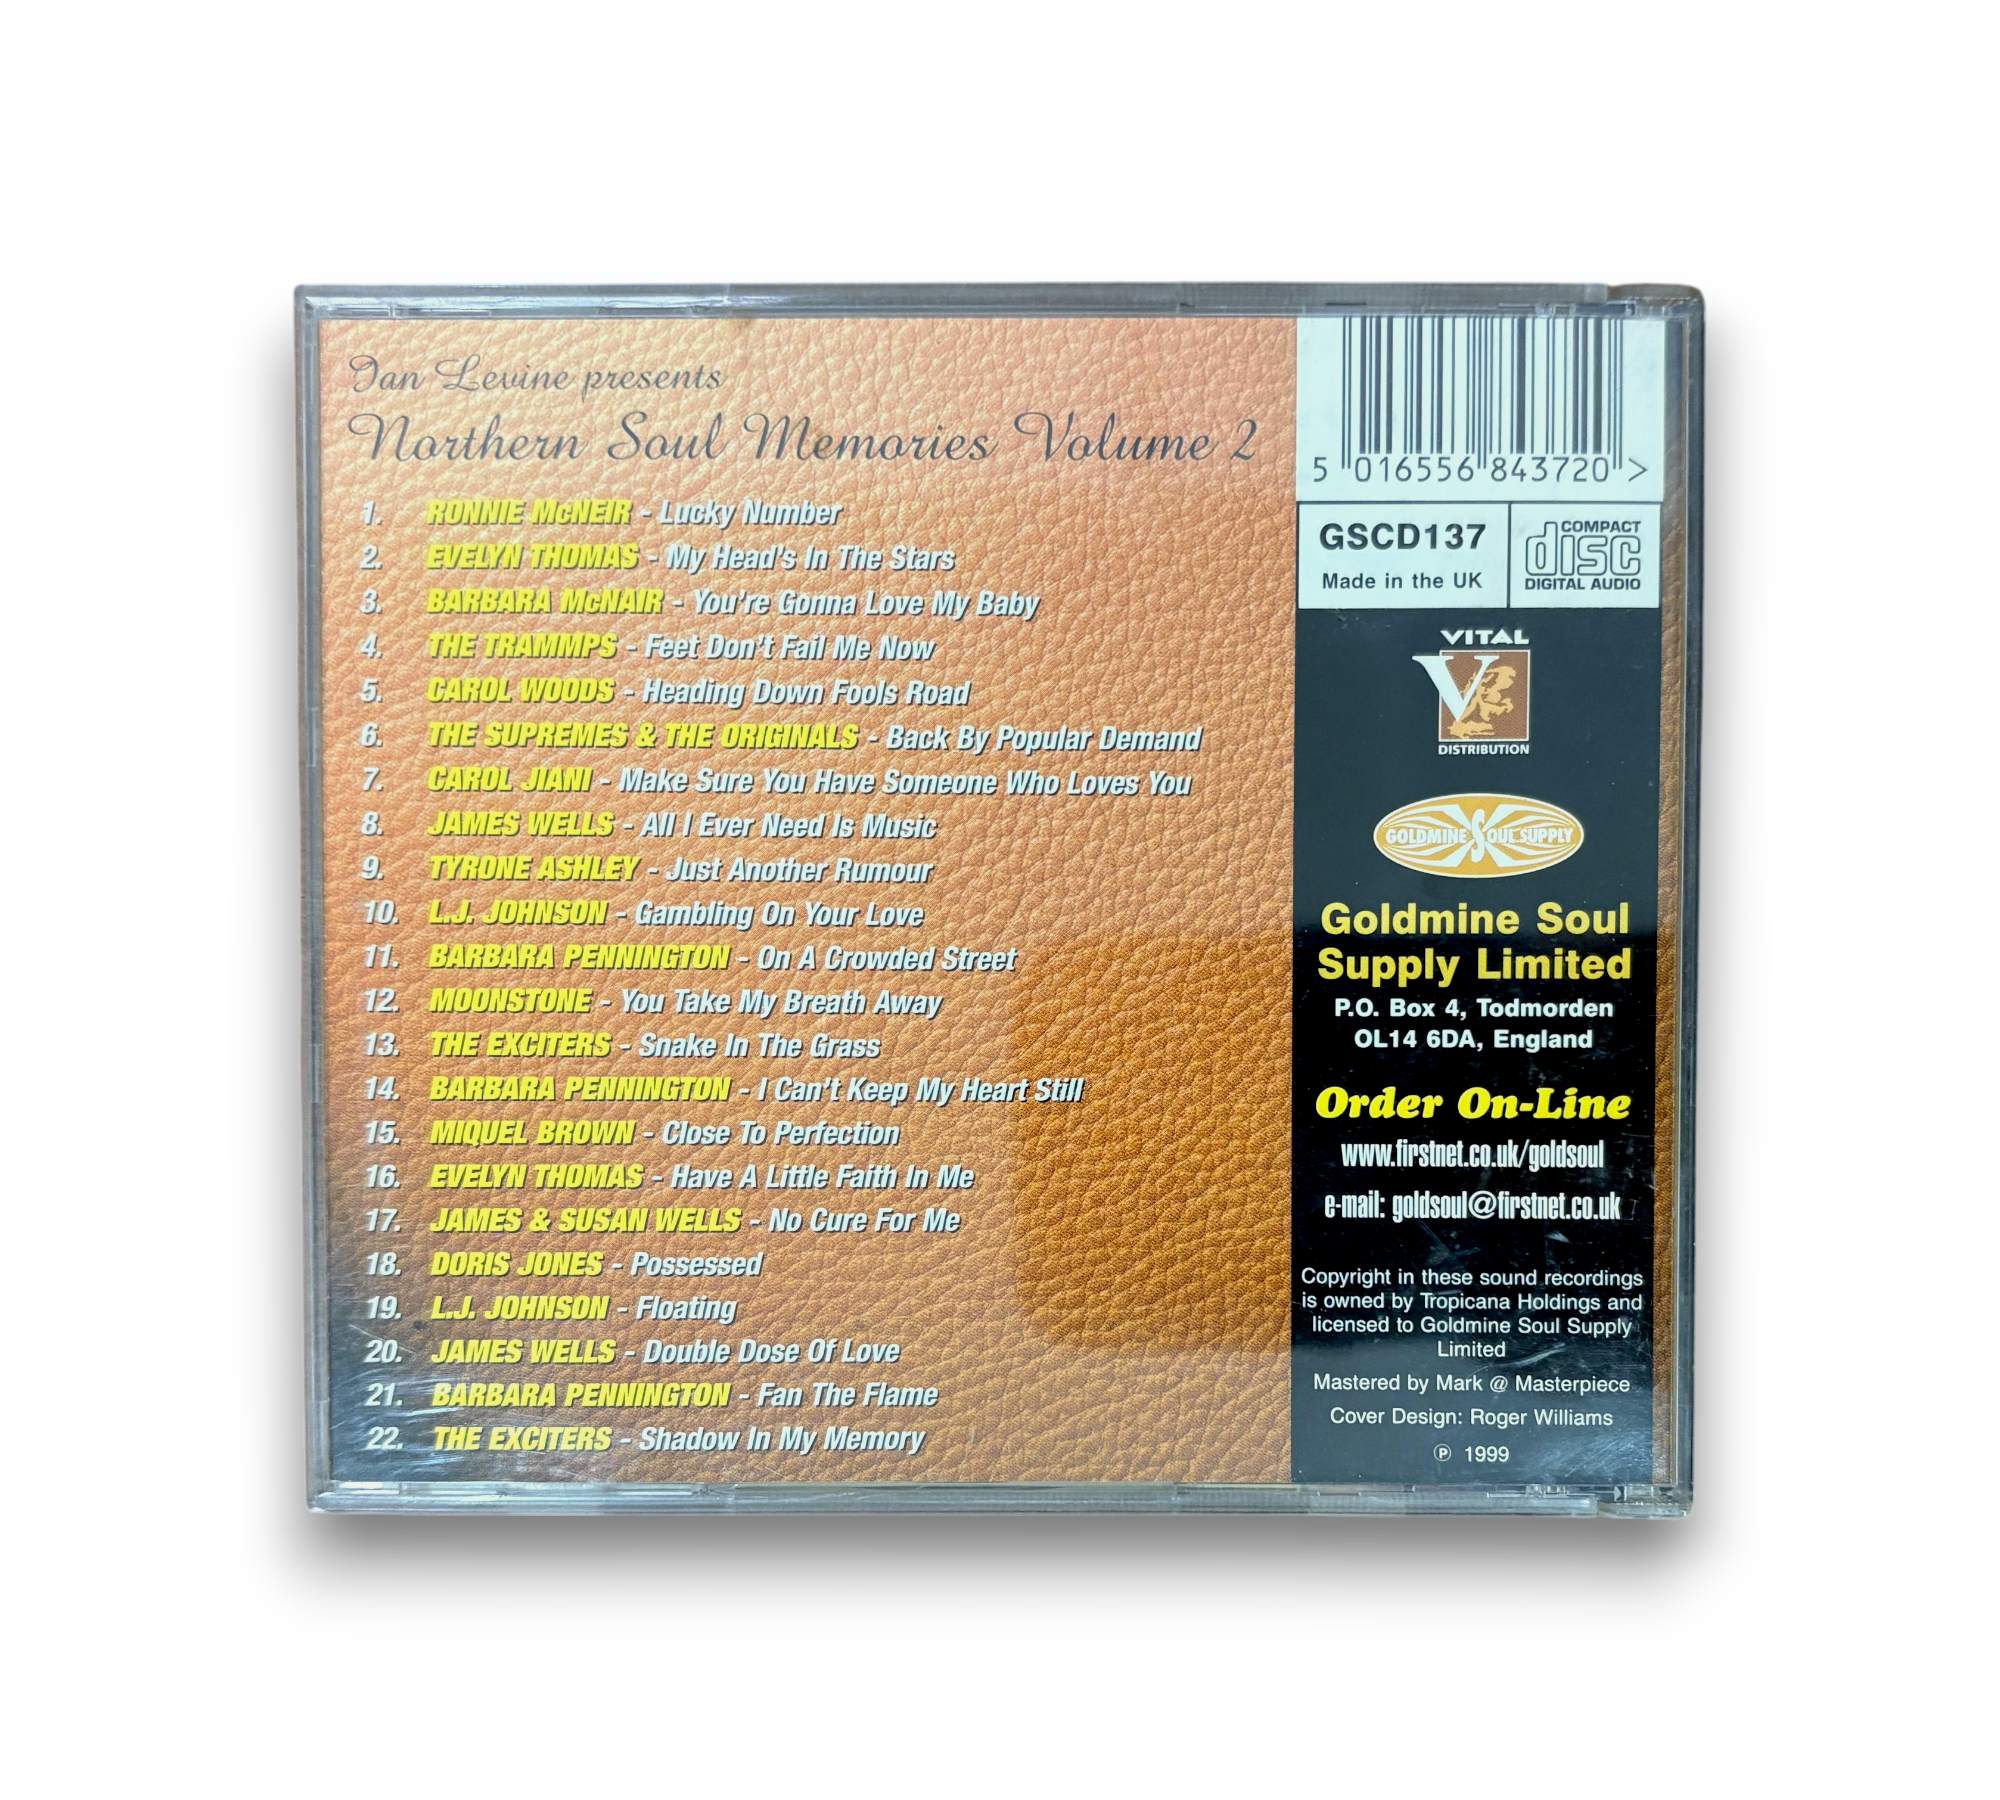 Ian Levine presents
Northern Soul Memories Volume 2
1. RONNIE McNEIR - Lucky Number
2. EVELYN THOMAS - My Head's In The Stars
3. BARBARA McNAIR - You're Gonna Love My Baby
4. THE TRAMMPS - Feet Don't Fail Me Now
5. CAROL WOODS - Heading Down Fools Road
6. THE SUPREMES & THE ORIGINALS - Back By Popular Demand
7. CAROL JIANI - Make Sure You Have Someone Who Loves You
8. JAMES WELLS - All I Ever Need Is Music
9. TYRONE ASHLEY - Just Another Rumour
10. L.J. JOHNSON - Gambling On Your Love
11. BARBARA PENNINGTON - On A Crowded Street
12. MOONSTONE - You Take My Breath Away
13. THE EXCITERS - Snake In The Grass
14. BARBARA PENNINGTON - I Can't Keep My Heart Still
15. MIQUEL BROWN - Close To Perfection
16. EVELYN THOMAS - Have A Little Faith In Me
17. JAMES & SUSAN WELLS - No Cure For Me
18. DORIS JONES - Possessed
19. L.J. JOHNSON - Floating
20. JAMES WELLS - Double Dose Of Love
21. BARBARA PENNINGTON - Fan The Flame
22. THE EXCITERS - Shadow In My Memory
5 016556 843720 >
GSCD137
Made in the UK
COMPACT
disc
DIGITAL AUDIO
VITAL
V
DISTRIBUTION
GOLDMINE SOUL SUPPLY
Goldmine Soul
Supply Limited
P.O. Box 4, Todmorden
OL14 6DA, England
Order On-Line
www.firstnet.co.uk/goldsoul
e-mail: goldsoul@firstnet.co.uk
Copyright in these sound recordings
is owned by Tropicana Holdings and
licensed to Goldmine Soul Supply
Limited
Mastered by Mark @ Masterpiece
Cover Design: Roger Williams
℗ 1999